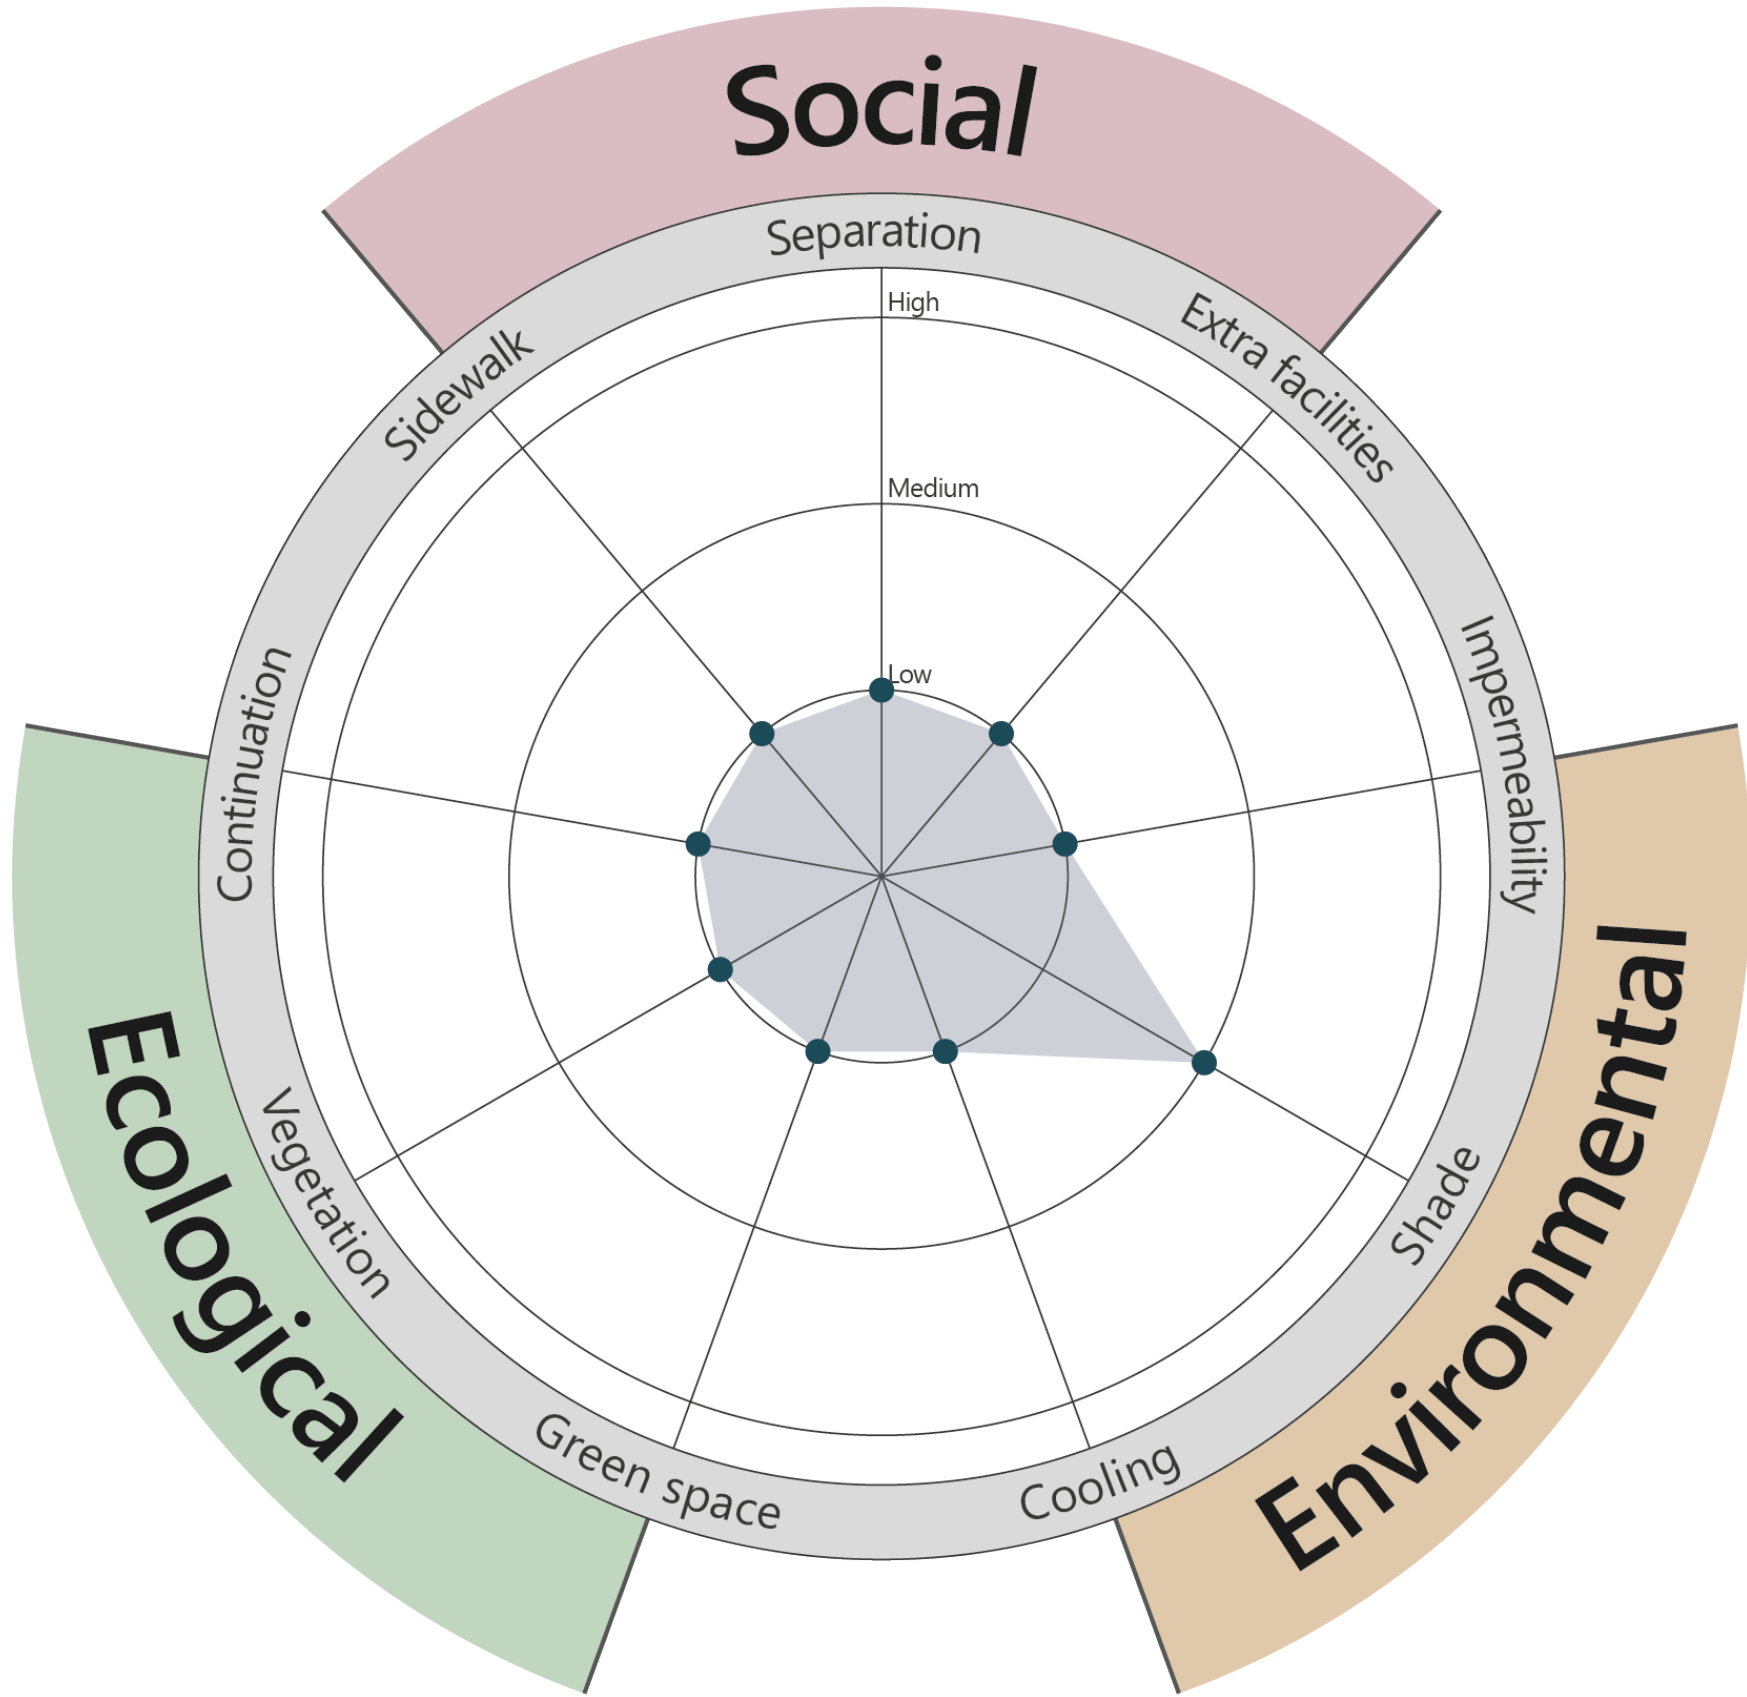 Social
Separation
High
Extra facilities
Sidewalk
Medium
Low
Continuation
Impermeability
Environmental
Ecological
Vegetation
Shade
Green space
Cooling